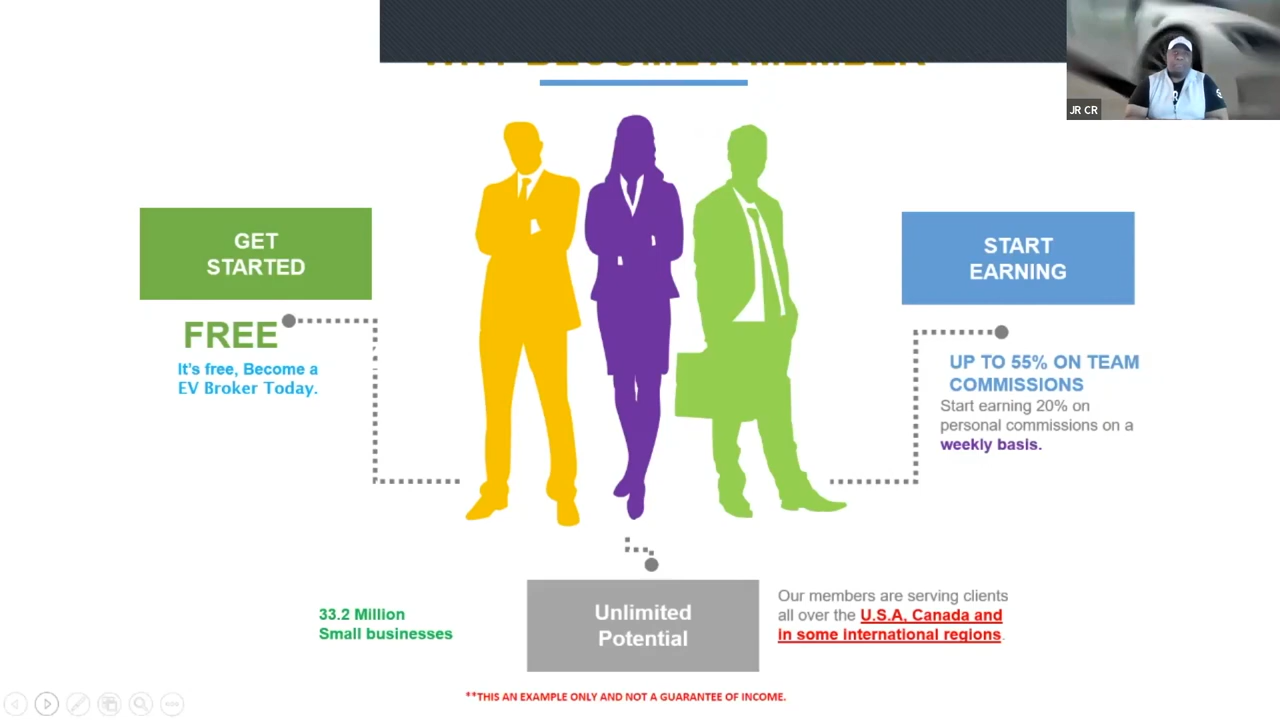 BECOME A MEMBER
JR CR
GET
STARTED
START
EARNING
FREE
It's free, Become a
EV Broker Today.
UP TO 55% ON TEAM
COMMISSIONS
Start earning 20% on
personal commissions on a
weekly basis.
33.2 Million
Small businesses
Unlimited
Potential
Our members are serving clients
all over the U.S.A, Canada and
in some international regions.
**THIS AN EXAMPLE ONLY AND NOT A GUARANTEE OF INCOME.